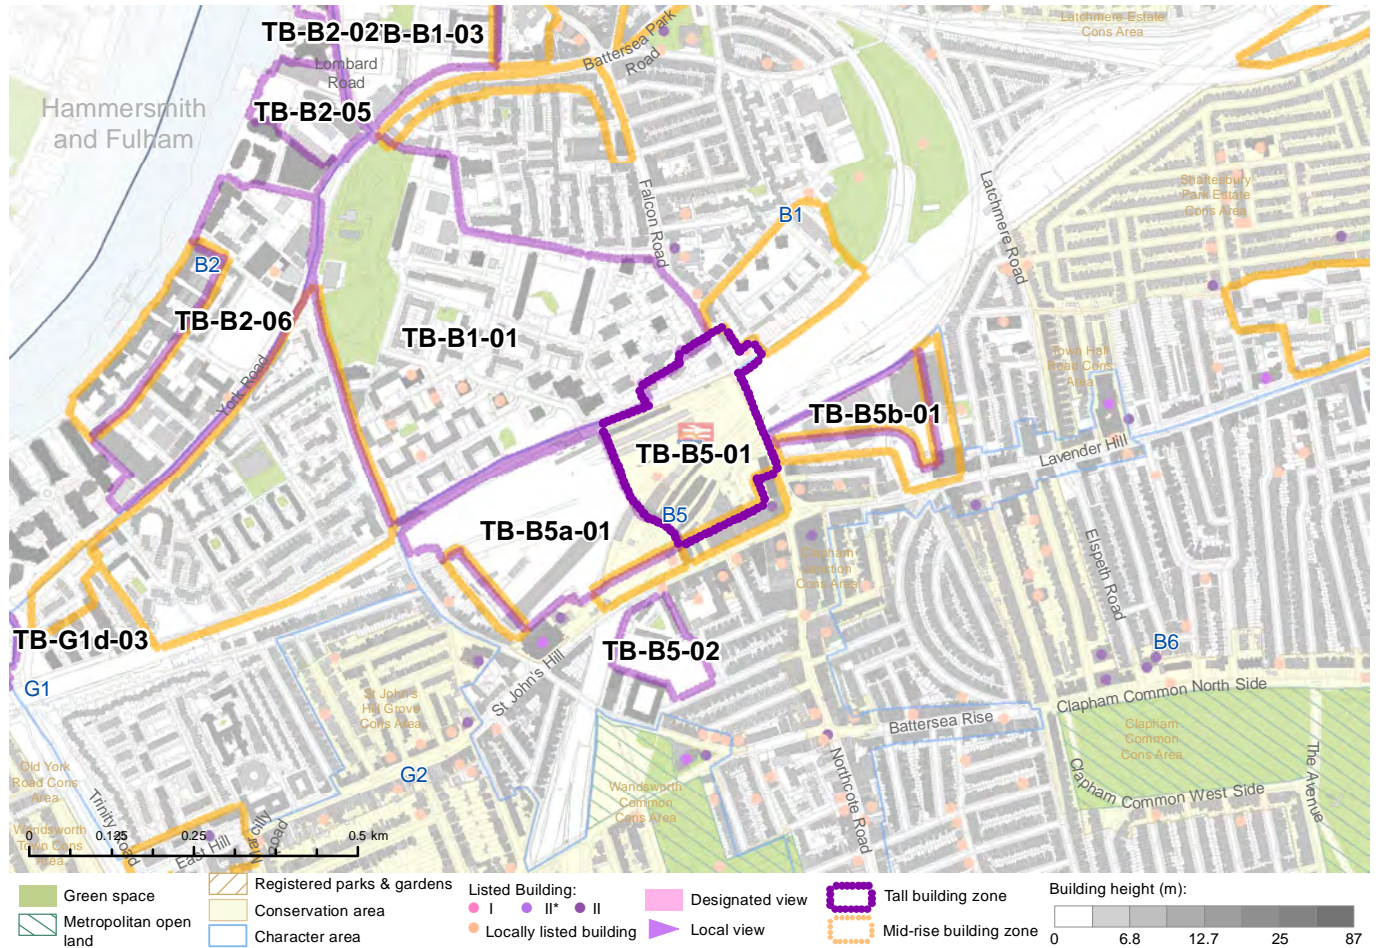 TB-B2-02
TB-B1-03
Lombard
Road
Battersea Park
Road
Latchmere Estate
Cons Area
Hammersmith
and Fulham
TB-B2-05
Falcon Road
Latchmere Road
Shaftesbury
Park Estate
Cons Area
B1
B2
TB-B2-06
TB-B1-01
York Road
Town Hall
Road Cons
Area
TB-B5b-01
TB-B5-01
Lavender Hill
B5
TB-B5a-01
Clapham
Junction
Cons Area
Elspeth Road
TB-G1d-03
TB-B5-02
B6
G1
St John's Hill
St John's
Hill Grove
Cons Area
Clapham Common North Side
Battersea Rise
Clapham
Common
Cons Area
G2
Old York
Road Cons
Area
Wandsworth
Common
Cons Area
Northcote Road
Clapham Common West Side
The Avenue
Trinity Road
Wandsworth
Town Cons
Area
East Hill
0 0.125 0.25 0.5 km
Green space
Metropolitan open
land
Registered parks & gardens
Conservation area
Character area
Listed Building:
I II* II
Locally listed building
Designated view
Local view
Tall building zone
Mid-rise building zone
Building height (m):
0 6.8 12.7 25 87